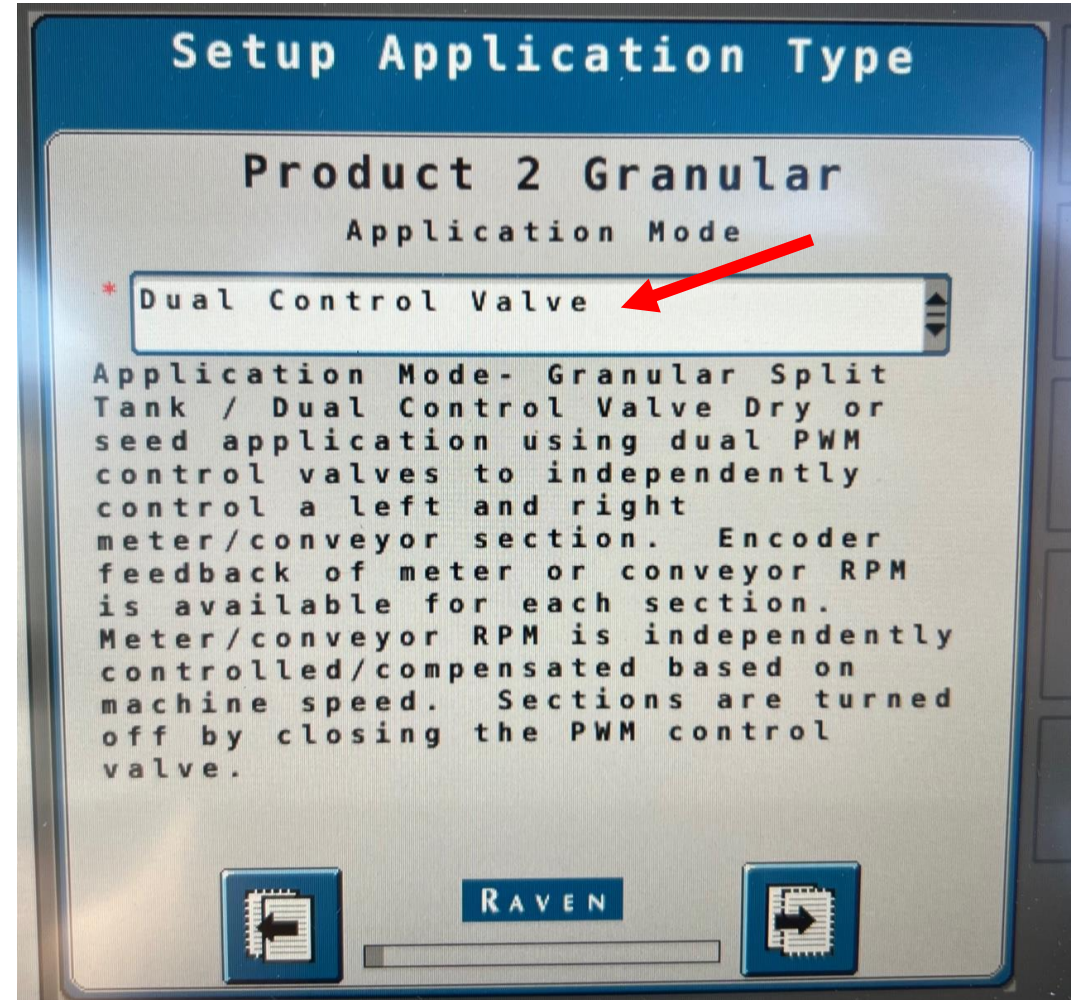 Setup Application Type
Product 2 Granular
Application Mode
* Dual Control Valve
Application Mode- Granular Split
Tank / Dual Control Valve Dry or
seed application using dual PWM
control valves to independently
control a left and right
meter/conveyor section. Encoder
feedback of meter or conveyor RPM
is available for each section.
Meter/conveyor RPM is independently
controlled/compensated based on
machine speed. Sections are turned
off by closing the PWM control
valve.
RAVEN